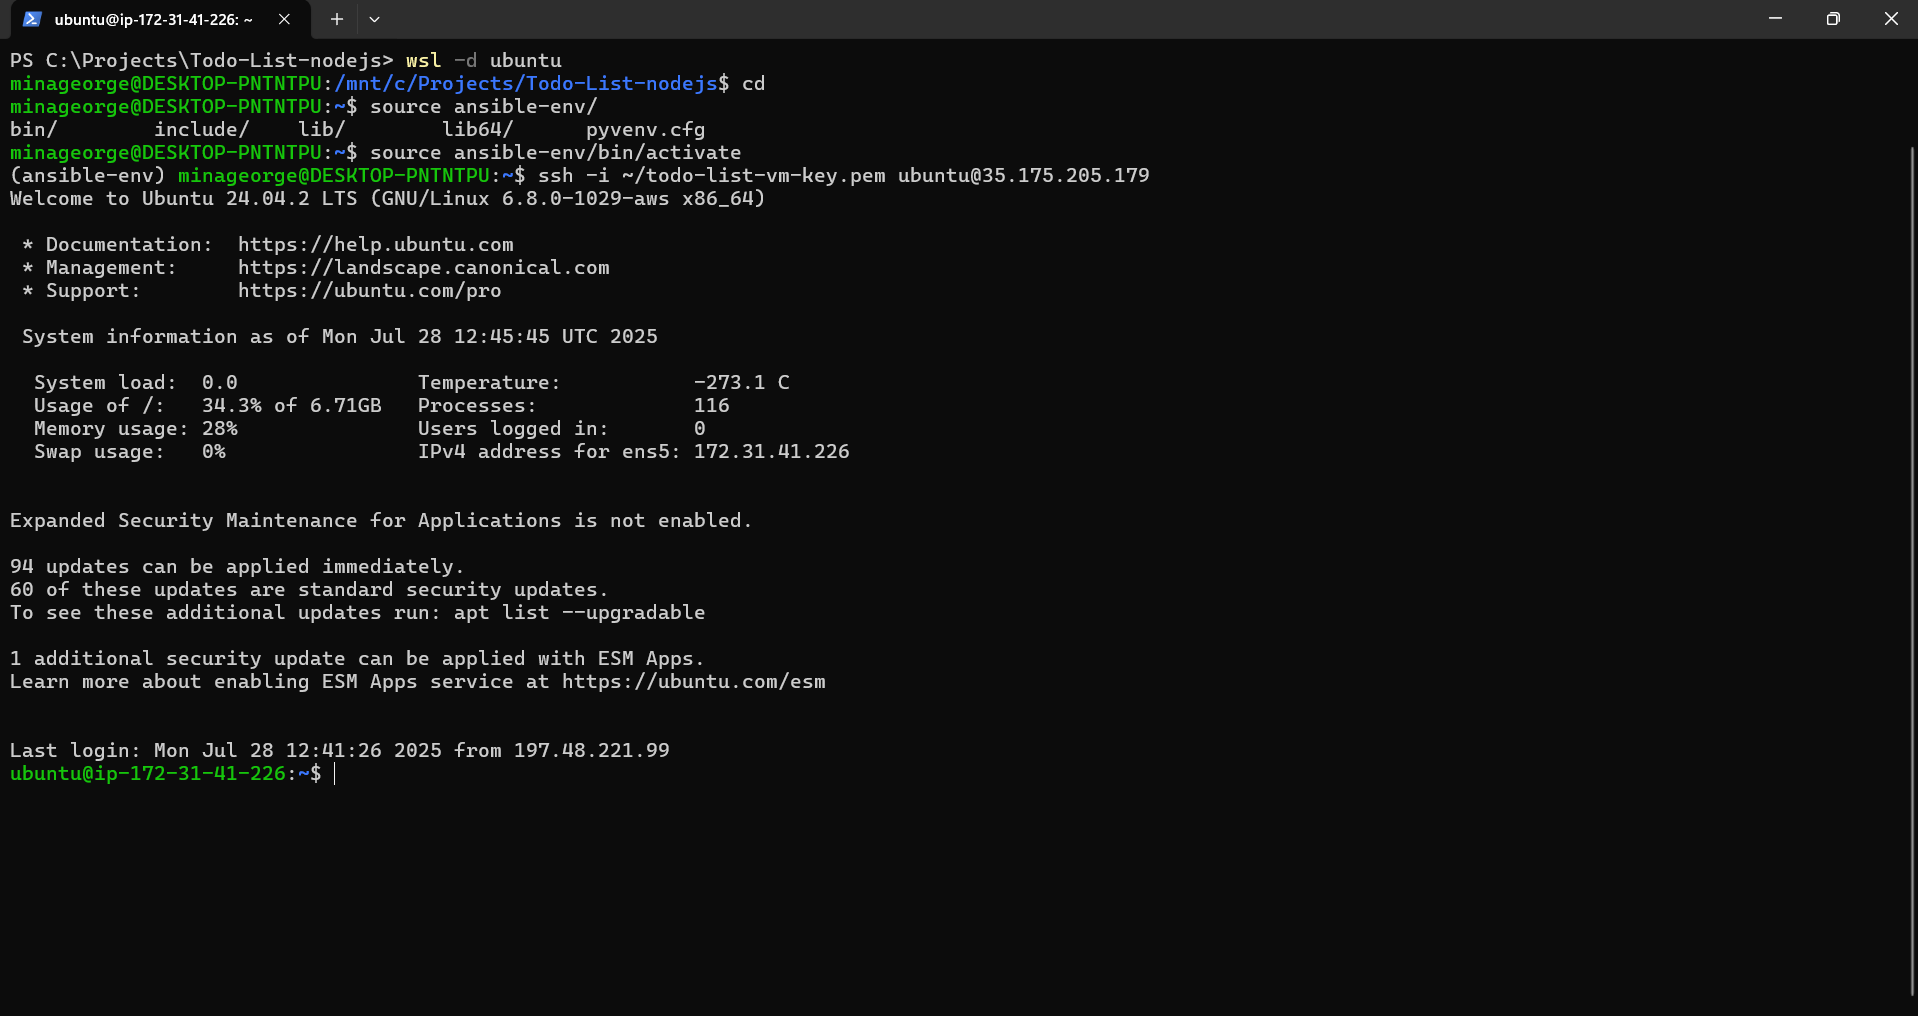 ubuntu@ip-172-31-41-226: ~
PS C:\Projects\Todo-List-nodejs> wsl -d ubuntu
minageorge@DESKTOP-PNTNTPU:/mnt/c/Projects/Todo-List-nodejs$ cd
minageorge@DESKTOP-PNTNTPU:~$ source ansible-env/
bin/        include/    lib/        lib64/      pyvenv.cfg
minageorge@DESKTOP-PNTNTPU:~$ source ansible-env/bin/activate
(ansible-env) minageorge@DESKTOP-PNTNTPU:~$ ssh -i ~/todo-list-vm-key.pem ubuntu@35.175.205.179
Welcome to Ubuntu 24.04.2 LTS (GNU/Linux 6.8.0-1029-aws x86_64)
* Documentation:  https://help.ubuntu.com
* Management:     https://landscape.canonical.com
* Support:        https://ubuntu.com/pro
System information as of Mon Jul 28 12:45:45 UTC 2025
System load:  0.0               Temperature:           -273.1 C
Usage of /:   34.3% of 6.71GB   Processes:             116
Memory usage: 28%               Users logged in:       0
Swap usage:   0%                IPv4 address for ens5: 172.31.41.226
Expanded Security Maintenance for Applications is not enabled.
94 updates can be applied immediately.
60 of these updates are standard security updates.
To see these additional updates run: apt list --upgradable
1 additional security update can be applied with ESM Apps.
Learn more about enabling ESM Apps service at https://ubuntu.com/esm
Last login: Mon Jul 28 12:41:26 2025 from 197.48.221.99
ubuntu@ip-172-31-41-226:~$